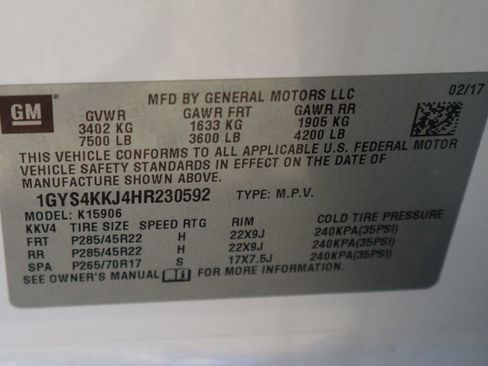 GM MFD BY GENERAL MOTORS LLC 02/17
GVWR GAWR FRT GAWR RR
3402 KG 1633 KG 1905 KG
7500 LB 3600 LB 4200 LB
THIS VEHICLE CONFORMS TO ALL APPLICABLE U.S. FEDERAL MOTOR
VEHICLE SAFETY STANDARDS IN EFFECT ON THE DATE OF
MANUFACTURE SHOWN ABOVE.
1GYS4KKJ4HR230592 TYPE: M.P.V.
MODEL: K15906
KKV4 TIRE SIZE SPEED RTG RIM COLD TIRE PRESSURE
FRT P285/45R22 H 22X9J 240KPA(35PSI)
RR P285/45R22 H 22X9J 240KPA(35PSI)
SPA P265/70R17 S 17X7.5J 240KPA(35PSI)
SEE OWNER'S MANUAL FOR MORE INFORMATION.